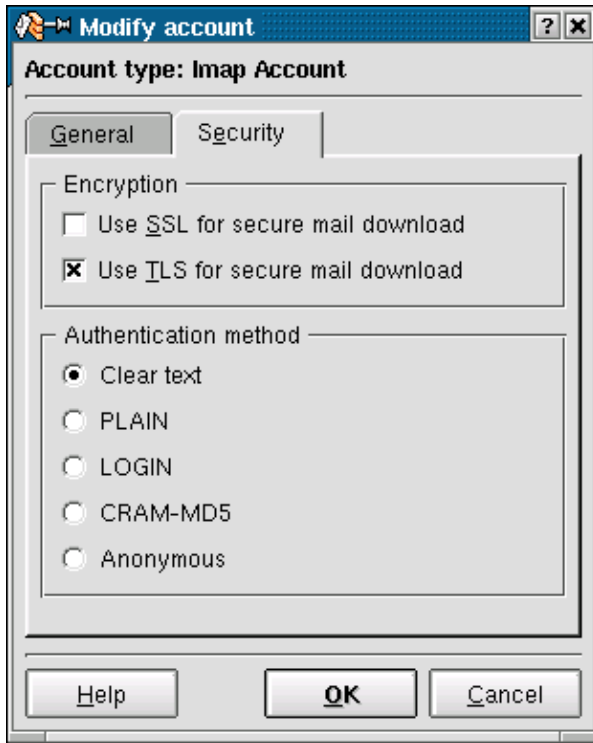 Modify account
Account type: Imap Account
General Security
Encryption
Use SSL for secure mail download
Use TLS for secure mail download
Authentication method
Clear text
PLAIN
LOGIN
CRAM-MD5
Anonymous
Help OK Cancel